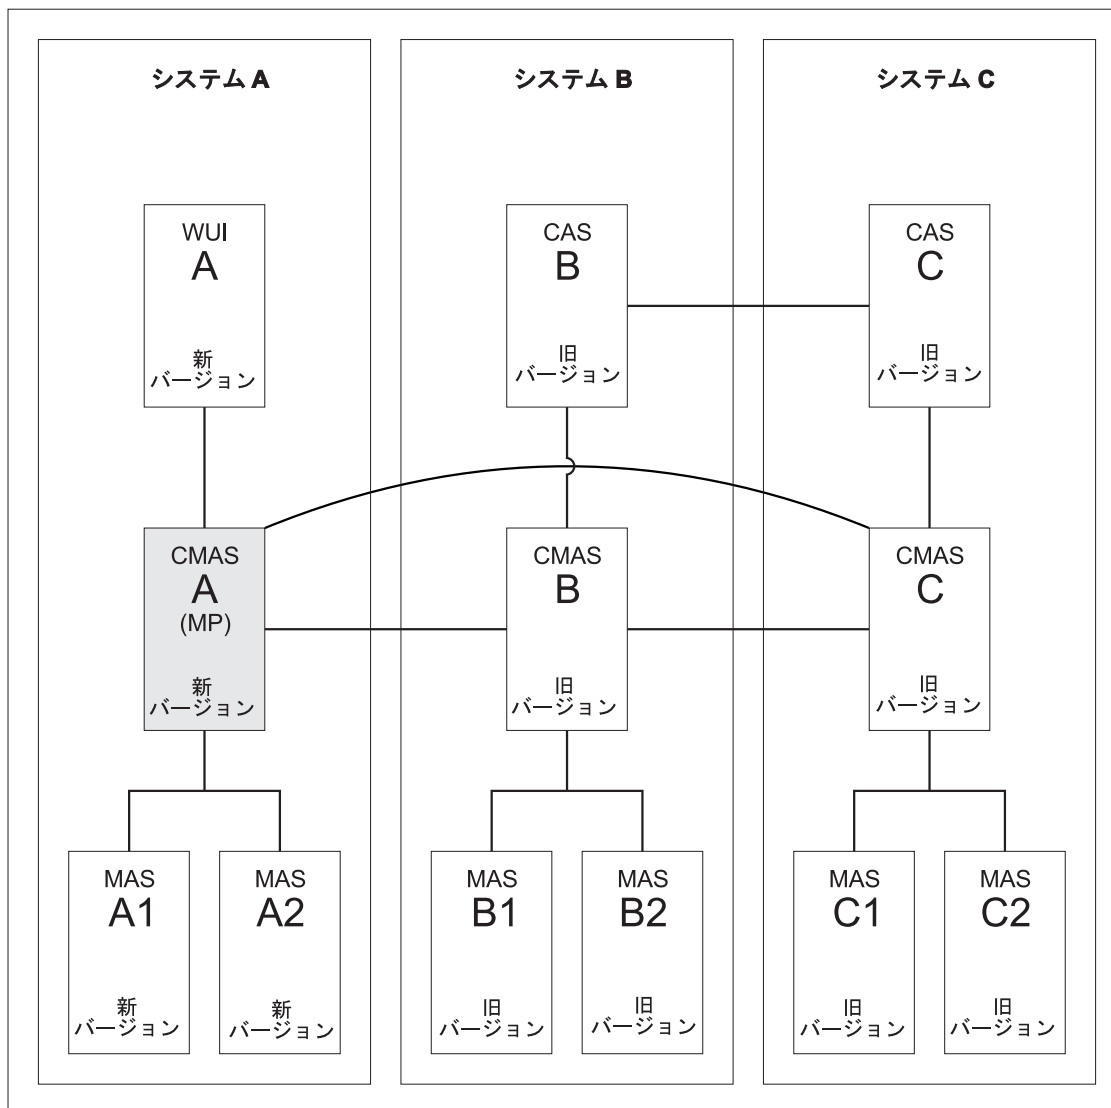 システム A
システム B
システム C
WUI
A
新
バージョン
CAS
B
旧
バージョン
CAS
C
旧
バージョン
CMAS
A
(MP)
新
バージョン
CMAS
B
旧
バージョン
CMAS
C
旧
バージョン
MAS
A1
新
バージョン
MAS
A2
新
バージョン
MAS
B1
旧
バージョン
MAS
B2
旧
バージョン
MAS
C1
旧
バージョン
MAS
C2
旧
バージョン